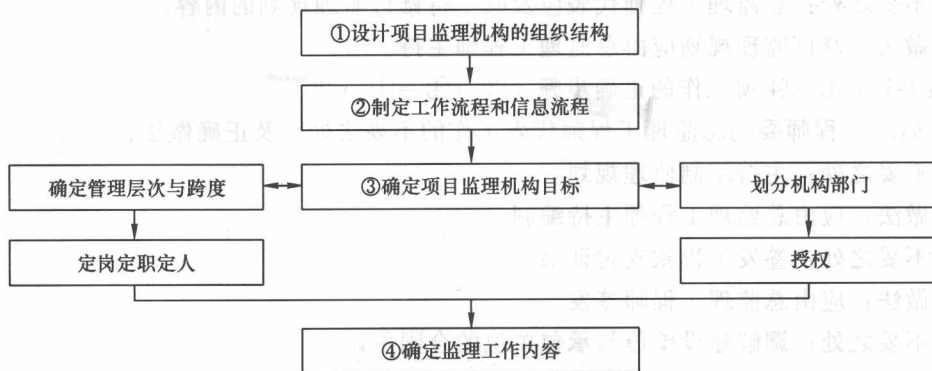 ①设计项目监理机构的组织结构
②制定工作流程和信息流程
确定管理层次与跨度
③确定项目监理机构目标
划分机构部门
定岗定职定人
授权
④确定监理工作内容